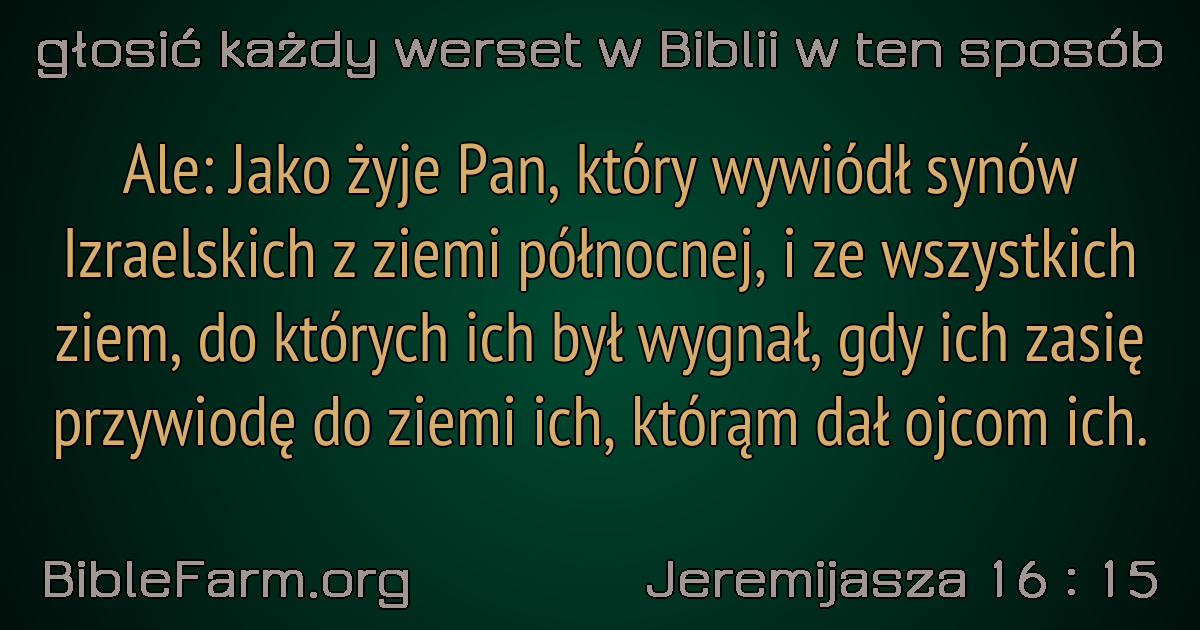 głosić każdy werset w Biblii w ten sposób
Ale: Jako żyje Pan, który wywiódł synów
Izraelskich z ziemi północnej, i ze wszystkich
ziem, do których ich był wygnał, gdy ich zasię
przywiodę do ziemi ich, którąm dał ojcom ich.
BibleFarm.org
Jeremijasza 16 : 15